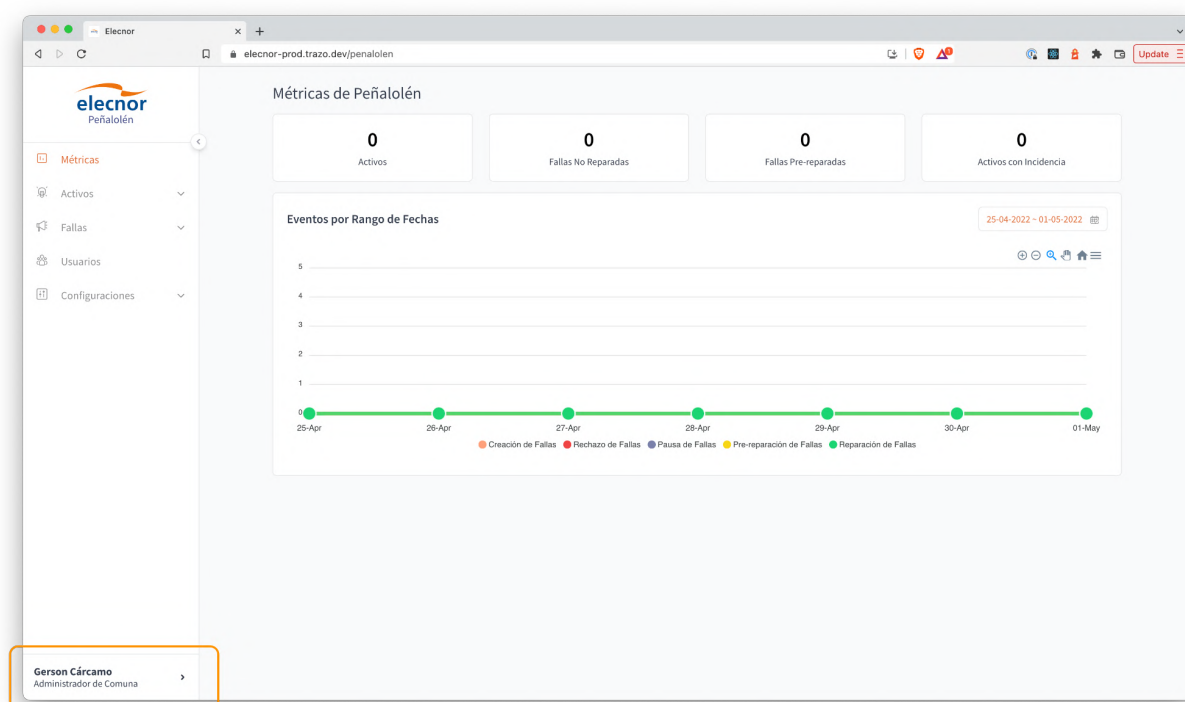 Elecnor
elecnor-prod.trazo.dev/penalolen
Update
elecnor
Peñalolén
Métricas
Activos
Fallas
Usuarios
Configuraciones
Gerson Cárcamo
Administrador de Comuna
Métricas de Peñalolén
0
Activos
0
Fallas No Reparadas
0
Fallas Pre-reparadas
0
Activos con Incidencia
Eventos por Rango de Fechas
25-04-2022 ~ 01-05-2022
5
4
3
2
1
0
25-Apr 26-Apr 27-Apr 28-Apr 29-Apr 30-Apr 01-May
Creación de Fallas Rechazo de Fallas Pausa de Fallas Pre-reparación de Fallas Reparación de Fallas